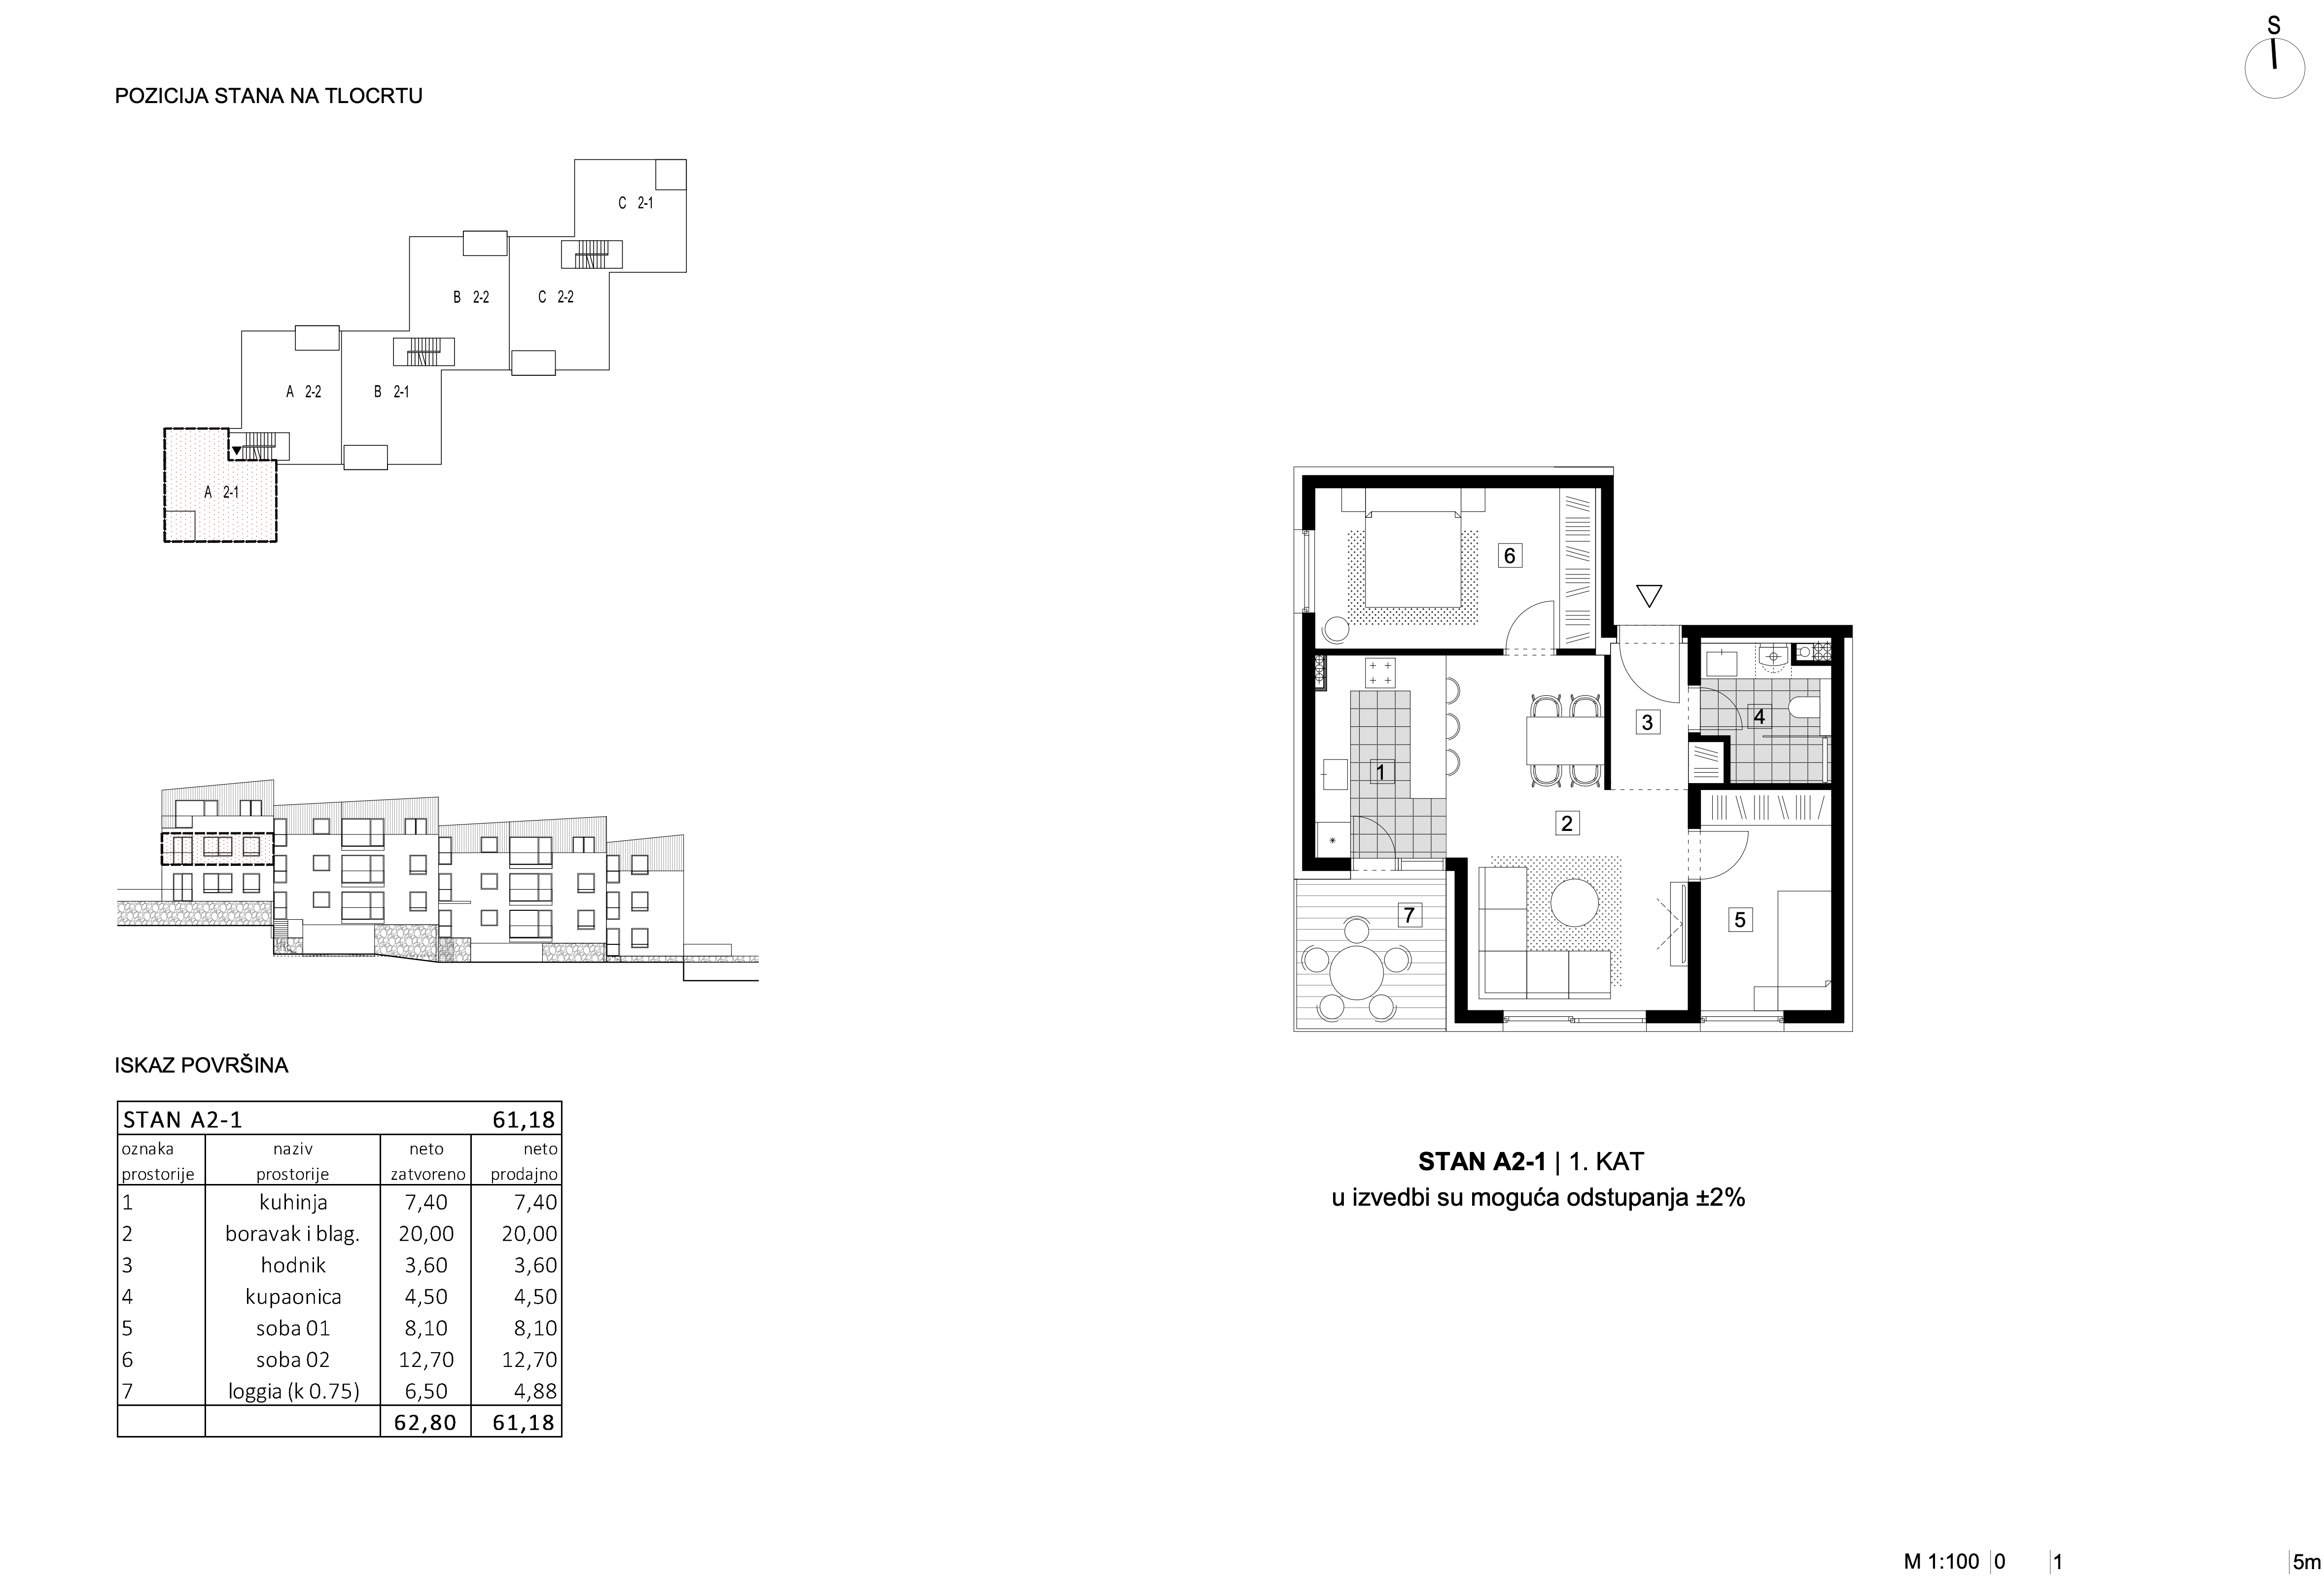 S
POZICIJA STANA NA TLOCRTU
C 2-1
B 2-2
C 2-2
A 2-2
B 2-1
A 2-1
6
3
4
1
2
7
5
ISKAZ POVRŠINA
STAN A2-1 61,18
oznaka naziv neto neto
prostorije prostorije zatvoreno prodajno
1 kuhinja 7,40 7,40
2 boravak i blag. 20,00 20,00
3 hodnik 3,60 3,60
4 kupaonica 4,50 4,50
5 soba 01 8,10 8,10
6 soba 02 12,70 12,70
7 loggia (k 0.75) 6,50 4,88
62,80 61,18
STAN A2-1 | 1. KAT
u izvedbi su moguća odstupanja ±2%
M 1:100 0 1 5m